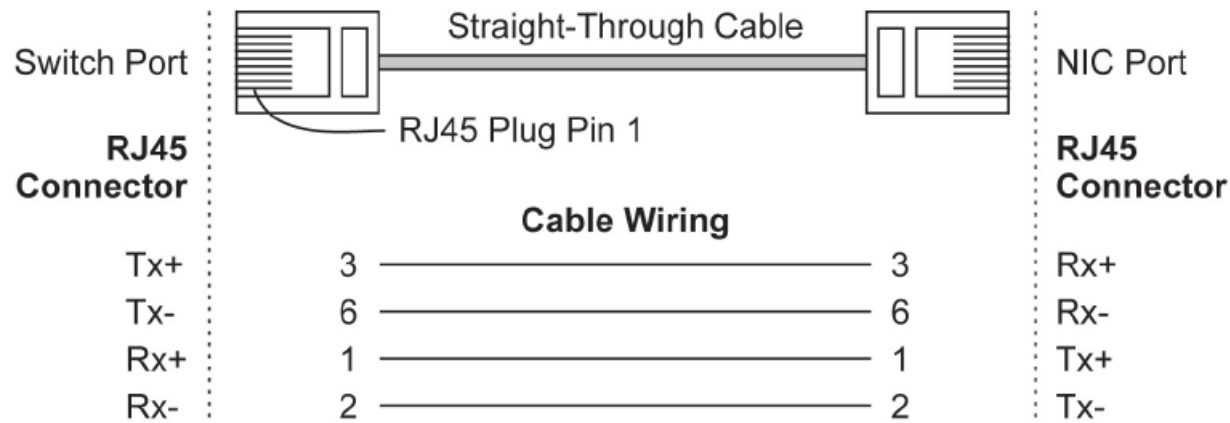 Straight-Through Cable
Switch Port
NIC Port
RJ45 Plug Pin 1
RJ45
Connector
RJ45
Connector
Cable Wiring
Tx+ 3 3 Rx+
Tx- 6 6 Rx-
Rx+ 1 1 Tx+
Rx- 2 2 Tx-